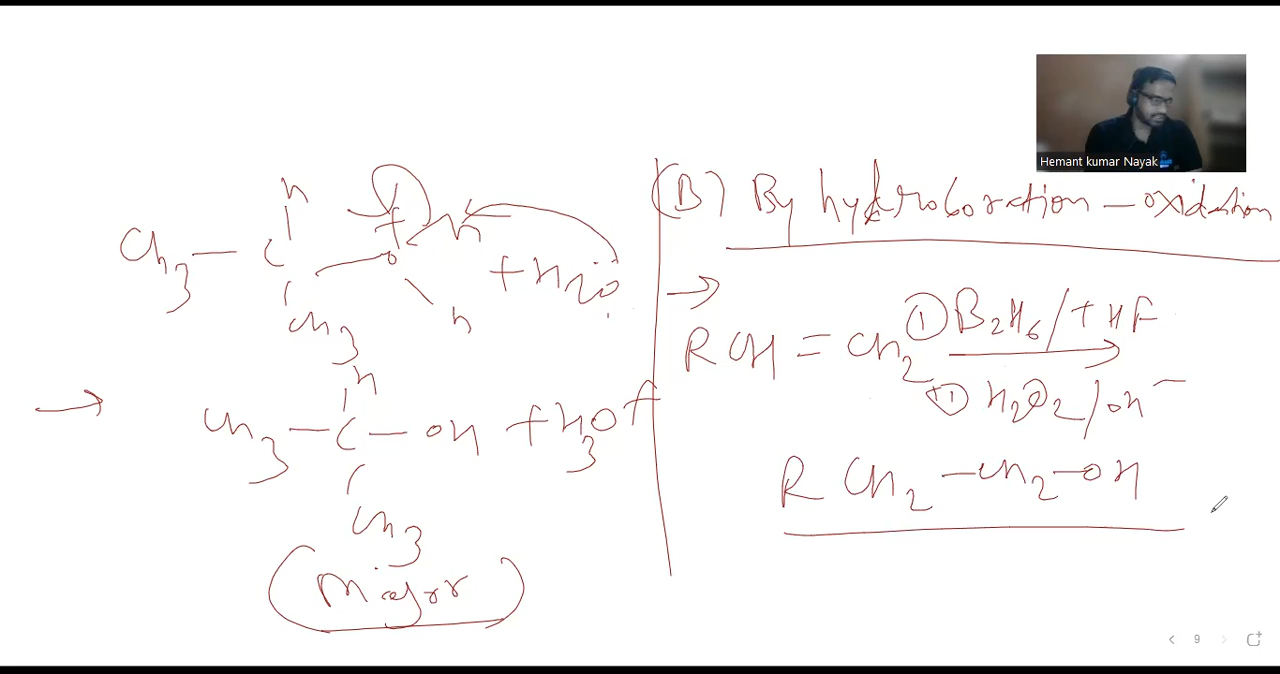 Hemant kumar Nayak
H
CH3 — C — O — H + H2O
CH3 H
→ H
CH3 — C — OH + H3O+
CH3
(Major)
(B) By hydroboration – oxidation
→
RCH = CH2 ① B2H6 / THF
② H2O2 / OH−
R CH2 – CH2 – OH
9